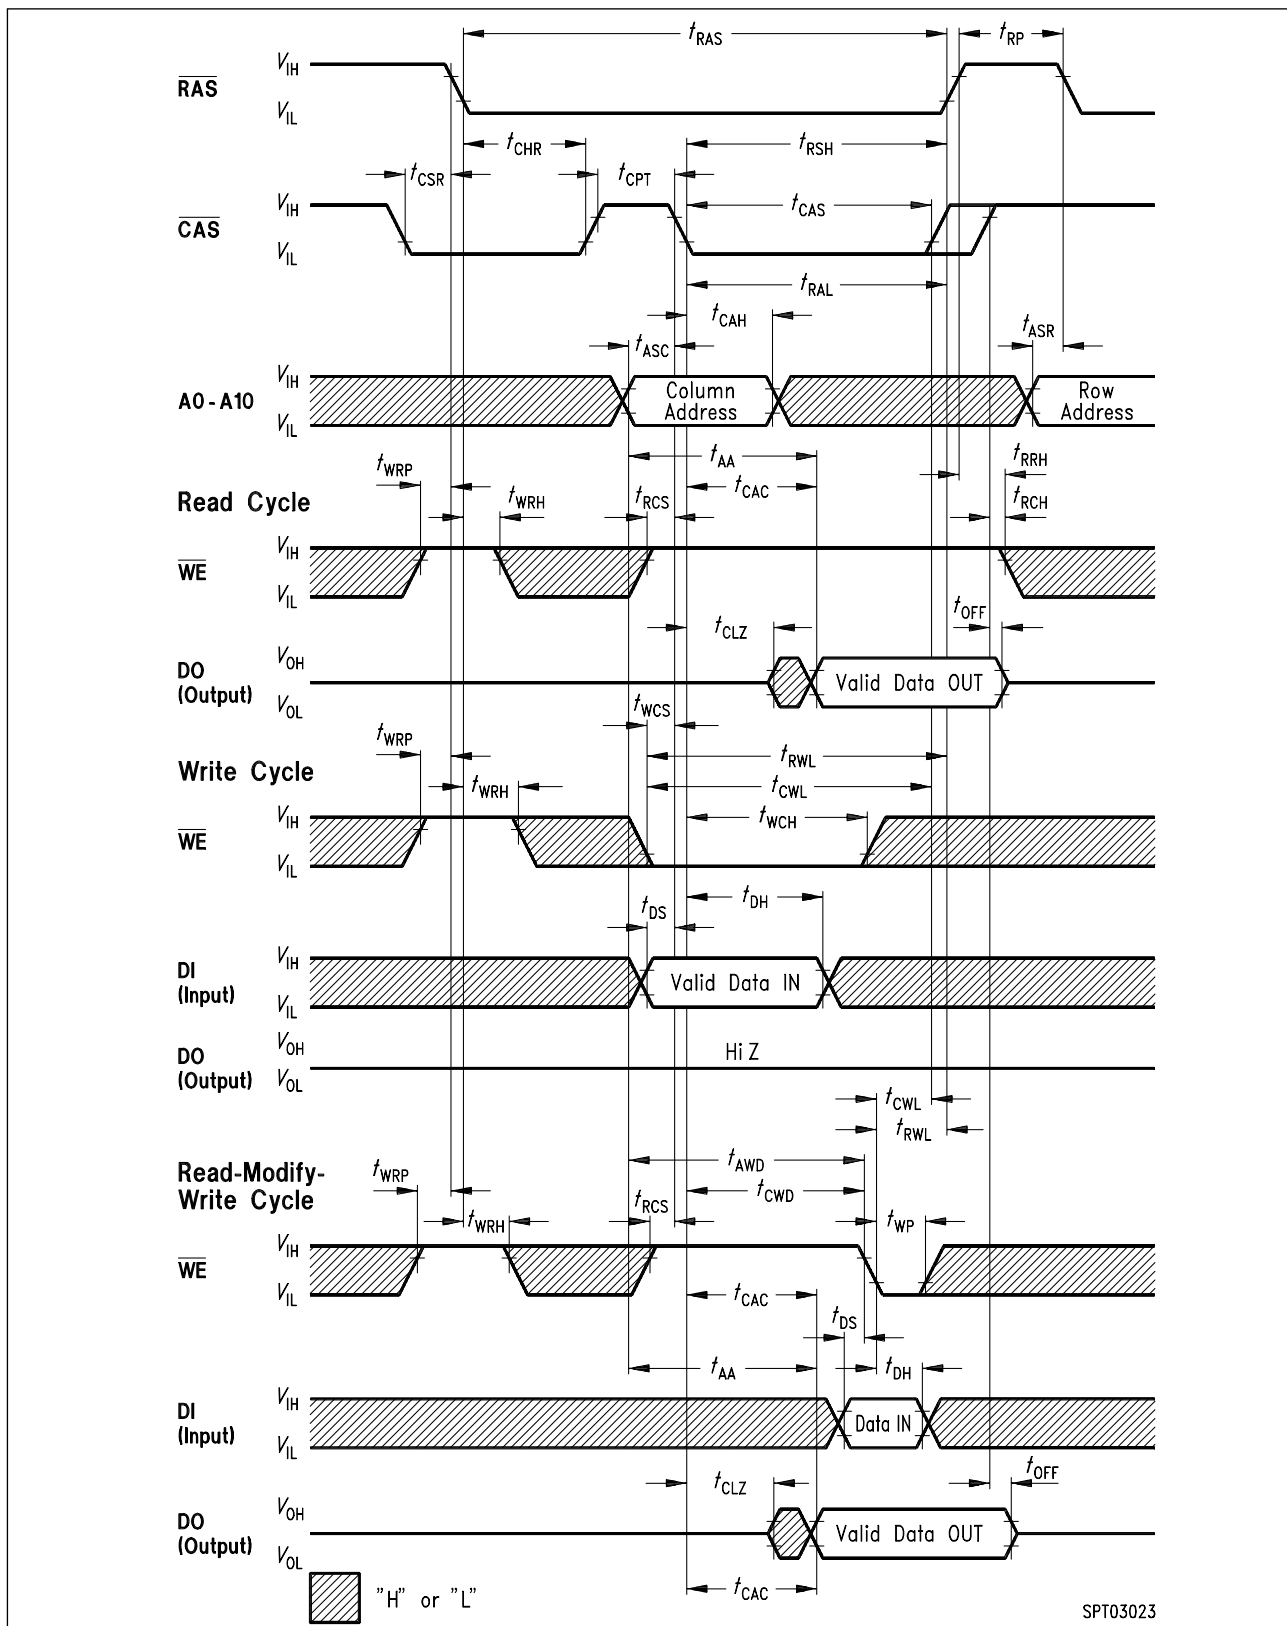 tRAS
tRP
RAS
VIH
VIL
tCHR
tRSH
tCSR
tCPT
CAS
VIH
VIL
tCAS
tRAL
tCAH
tASC
tASR
A0-A10
VIH
VIL
Column
Address
Row
Address
tAA
tWRP
tRRH
tCAC
Read Cycle
tWRH
tRCS
tRCH
WE
VIH
VIL
tCLZ
tOFF
DO
(Output)
VOH
VOL
Valid Data OUT
tWCS
tWRP
tRWL
Write Cycle
tWRH
tCWL
tWCH
WE
VIH
VIL
tDS
tDH
DI
(Input)
VIH
VIL
Valid Data IN
DO
(Output)
VOH
VOL
Hi Z
tCWL
tRWL
tAWD
Read-Modify-
Write Cycle
tWRP
tCWD
tWRH
tRCS
tWP
WE
VIH
VIL
tCAC
tDS
tAA
tDH
DI
(Input)
VIH
VIL
Data IN
tCLZ
tOFF
DO
(Output)
VOH
VOL
Valid Data OUT
tCAC
"H" or "L"
SPT03023